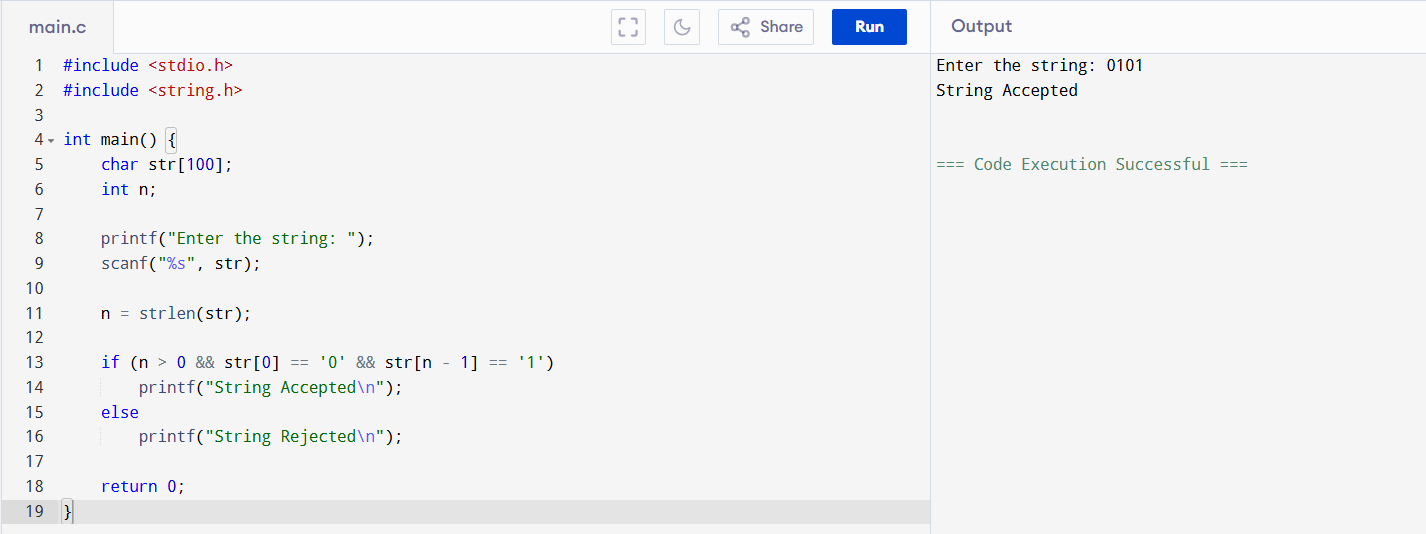 main.c
Share
Run
Output
1 #include <stdio.h>
2 #include <string.h>
3
4 int main() {
5     char str[100];
6     int n;
7
8     printf("Enter the string: ");
9     scanf("%s", str);
10
11     n = strlen(str);
12
13     if (n > 0 && str[0] == '0' && str[n - 1] == '1')
14         printf("String Accepted\n");
15     else
16         printf("String Rejected\n");
17
18     return 0;
19 }
Enter the string: 0101
String Accepted
=== Code Execution Successful ===